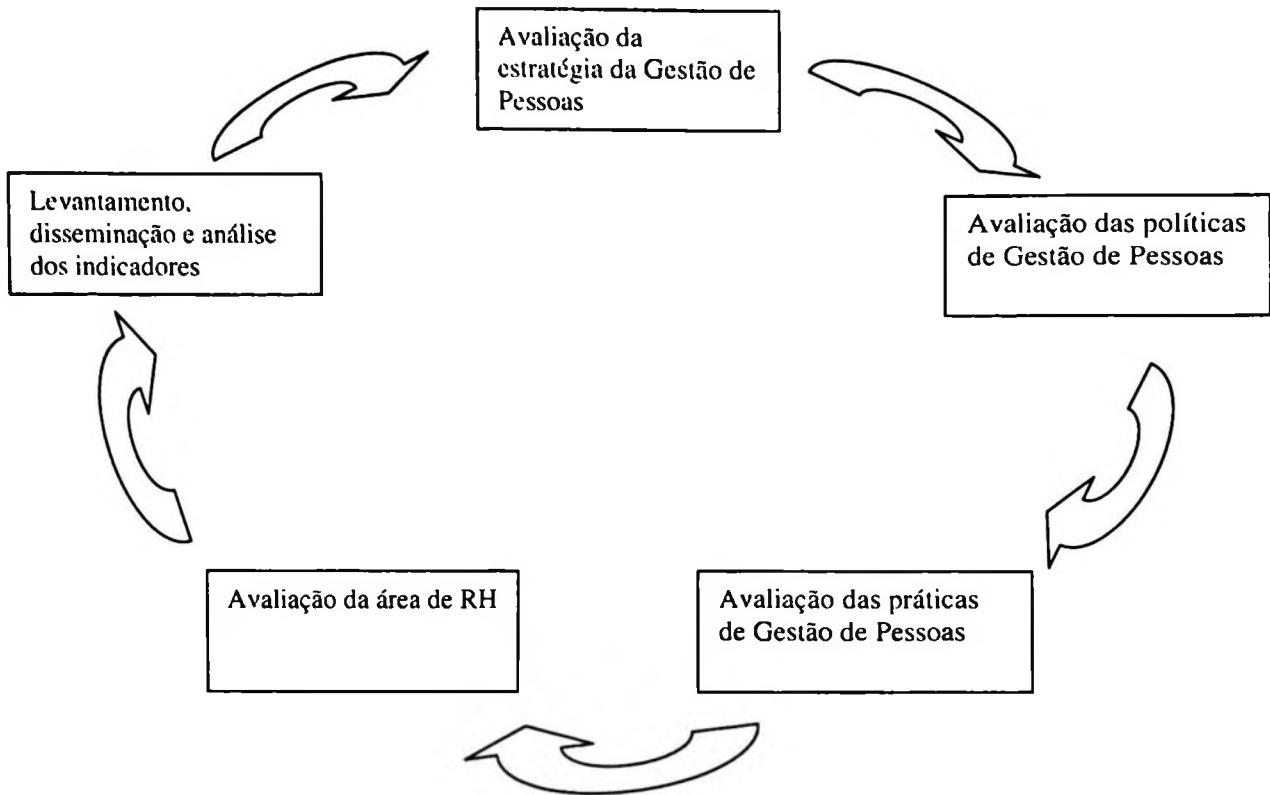 Avaliação da
estratégia da Gestão de
Pessoas
Avaliação das políticas
de Gestão de Pessoas
Avaliação das práticas
de Gestão de Pessoas
Avaliação da área de RH
Levantamento,
disseminação e análise
dos indicadores